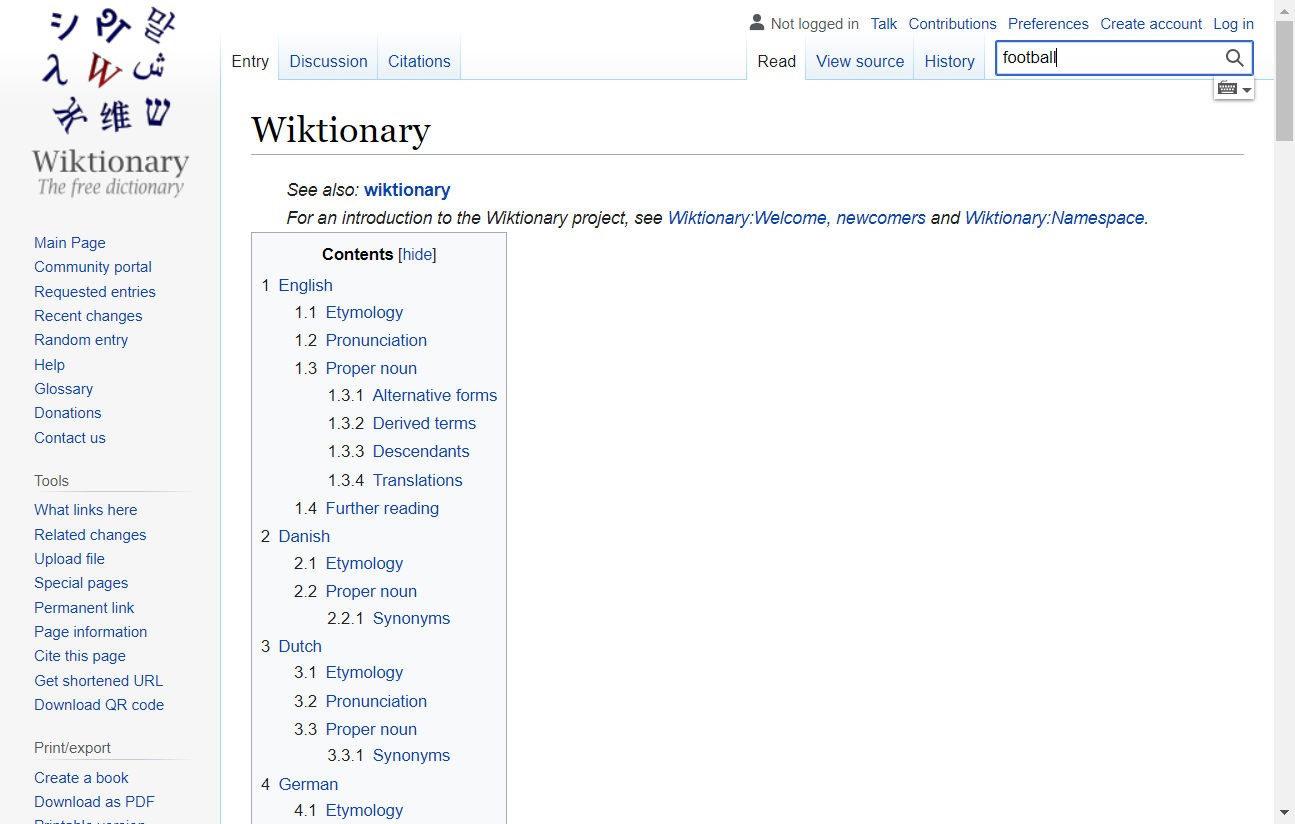 シ Պ 말
λ W ش
ネ 维 ש
Wiktionary
The free dictionary
Not logged in Talk Contributions Preferences Create account Log in
Entry Discussion Citations Read View source History football
Wiktionary
See also: wiktionary
For an introduction to the Wiktionary project, see Wiktionary:Welcome, newcomers and Wiktionary:Namespace.
Contents [hide]
1 English
1.1 Etymology
1.2 Pronunciation
1.3 Proper noun
1.3.1 Alternative forms
1.3.2 Derived terms
1.3.3 Descendants
1.3.4 Translations
1.4 Further reading
2 Danish
2.1 Etymology
2.2 Proper noun
2.2.1 Synonyms
3 Dutch
3.1 Etymology
3.2 Pronunciation
3.3 Proper noun
3.3.1 Synonyms
4 German
4.1 Etymology
Main Page
Community portal
Requested entries
Recent changes
Random entry
Help
Glossary
Donations
Contact us
Tools
What links here
Related changes
Upload file
Special pages
Permanent link
Page information
Cite this page
Get shortened URL
Download QR code
Print/export
Create a book
Download as PDF
Printable version